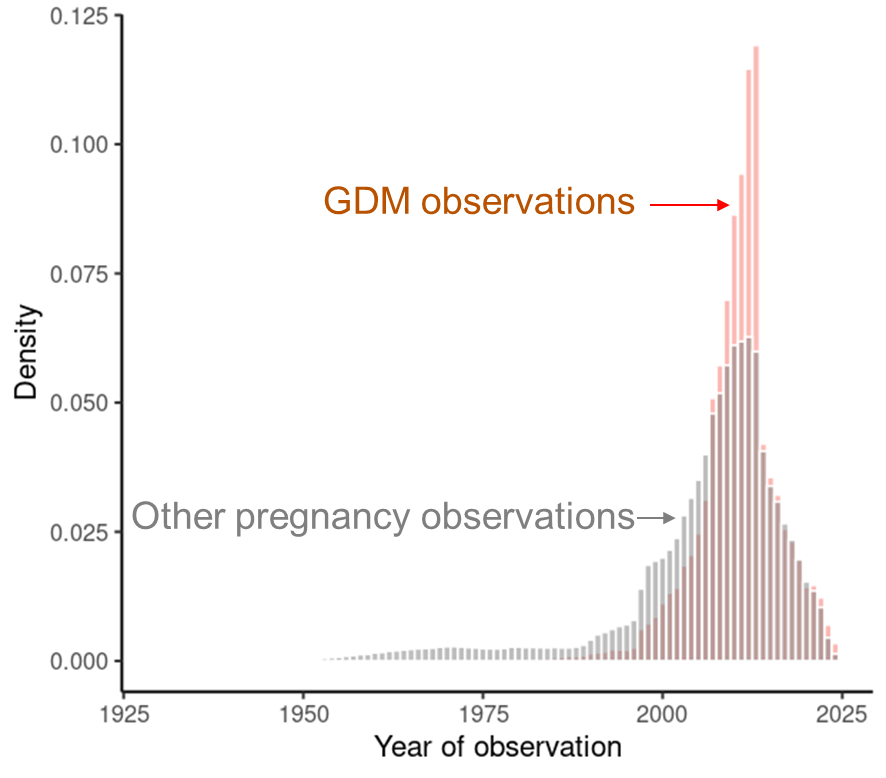 0.125
0.100
GDM observations
0.075
Density
0.050
Other pregnancy observations
0.025
0.000
1925 1950 1975 2000 2025
Year of observation